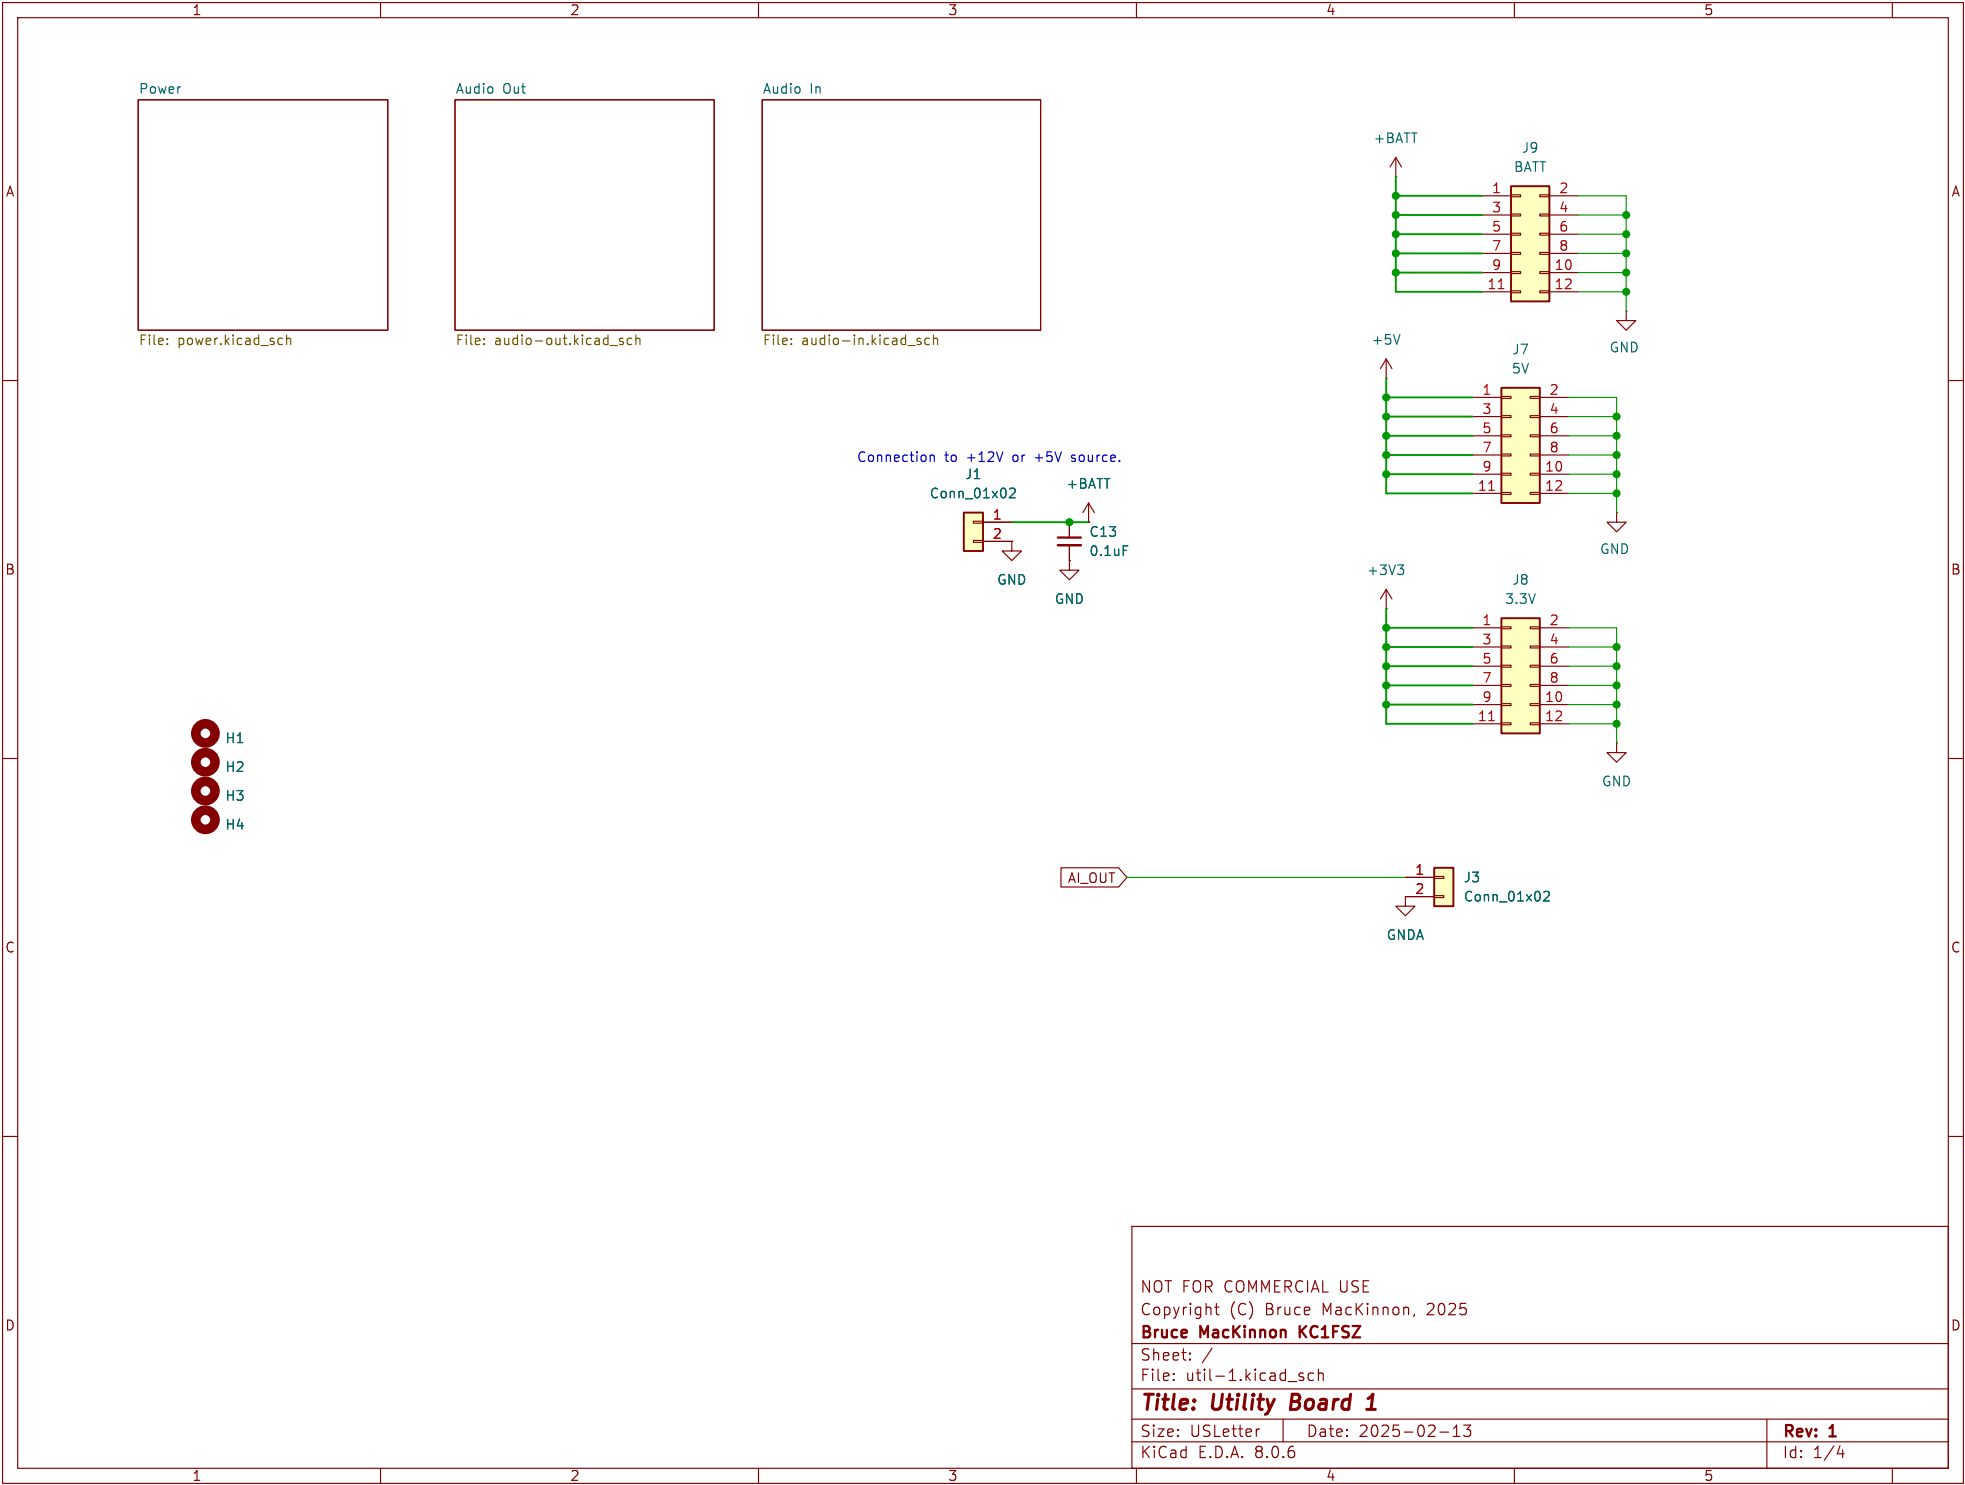 1 2 3 4 5
Power
Audio Out
Audio In
File: power.kicad_sch
File: audio-out.kicad_sch
File: audio-in.kicad_sch
A
A
+BATT
J9
BATT
1 2
3 4
5 6
7 8
9 10
11 12
GND
+5V
J7
5V
1 2
3 4
5 6
7 8
9 10
11 12
GND
Connection to +12V or +5V source.
J1
Conn_01x02
+BATT
1
2
C13
0.1uF
GND
GND
B
B
+3V3
J8
3.3V
1 2
3 4
5 6
7 8
9 10
11 12
GND
H1
H2
H3
H4
AI_OUT
1
2
J3
Conn_01x02
GNDA
C
C
D
D
NOT FOR COMMERCIAL USE
Copyright (C) Bruce MacKinnon, 2025
Bruce MacKinnon KC1FSZ
Sheet: /
File: util-1.kicad_sch
Title: Utility Board 1
Size: USLetter
Date: 2025-02-13
Rev: 1
KiCad E.D.A. 8.0.6
Id: 1/4
1 2 3 4 5